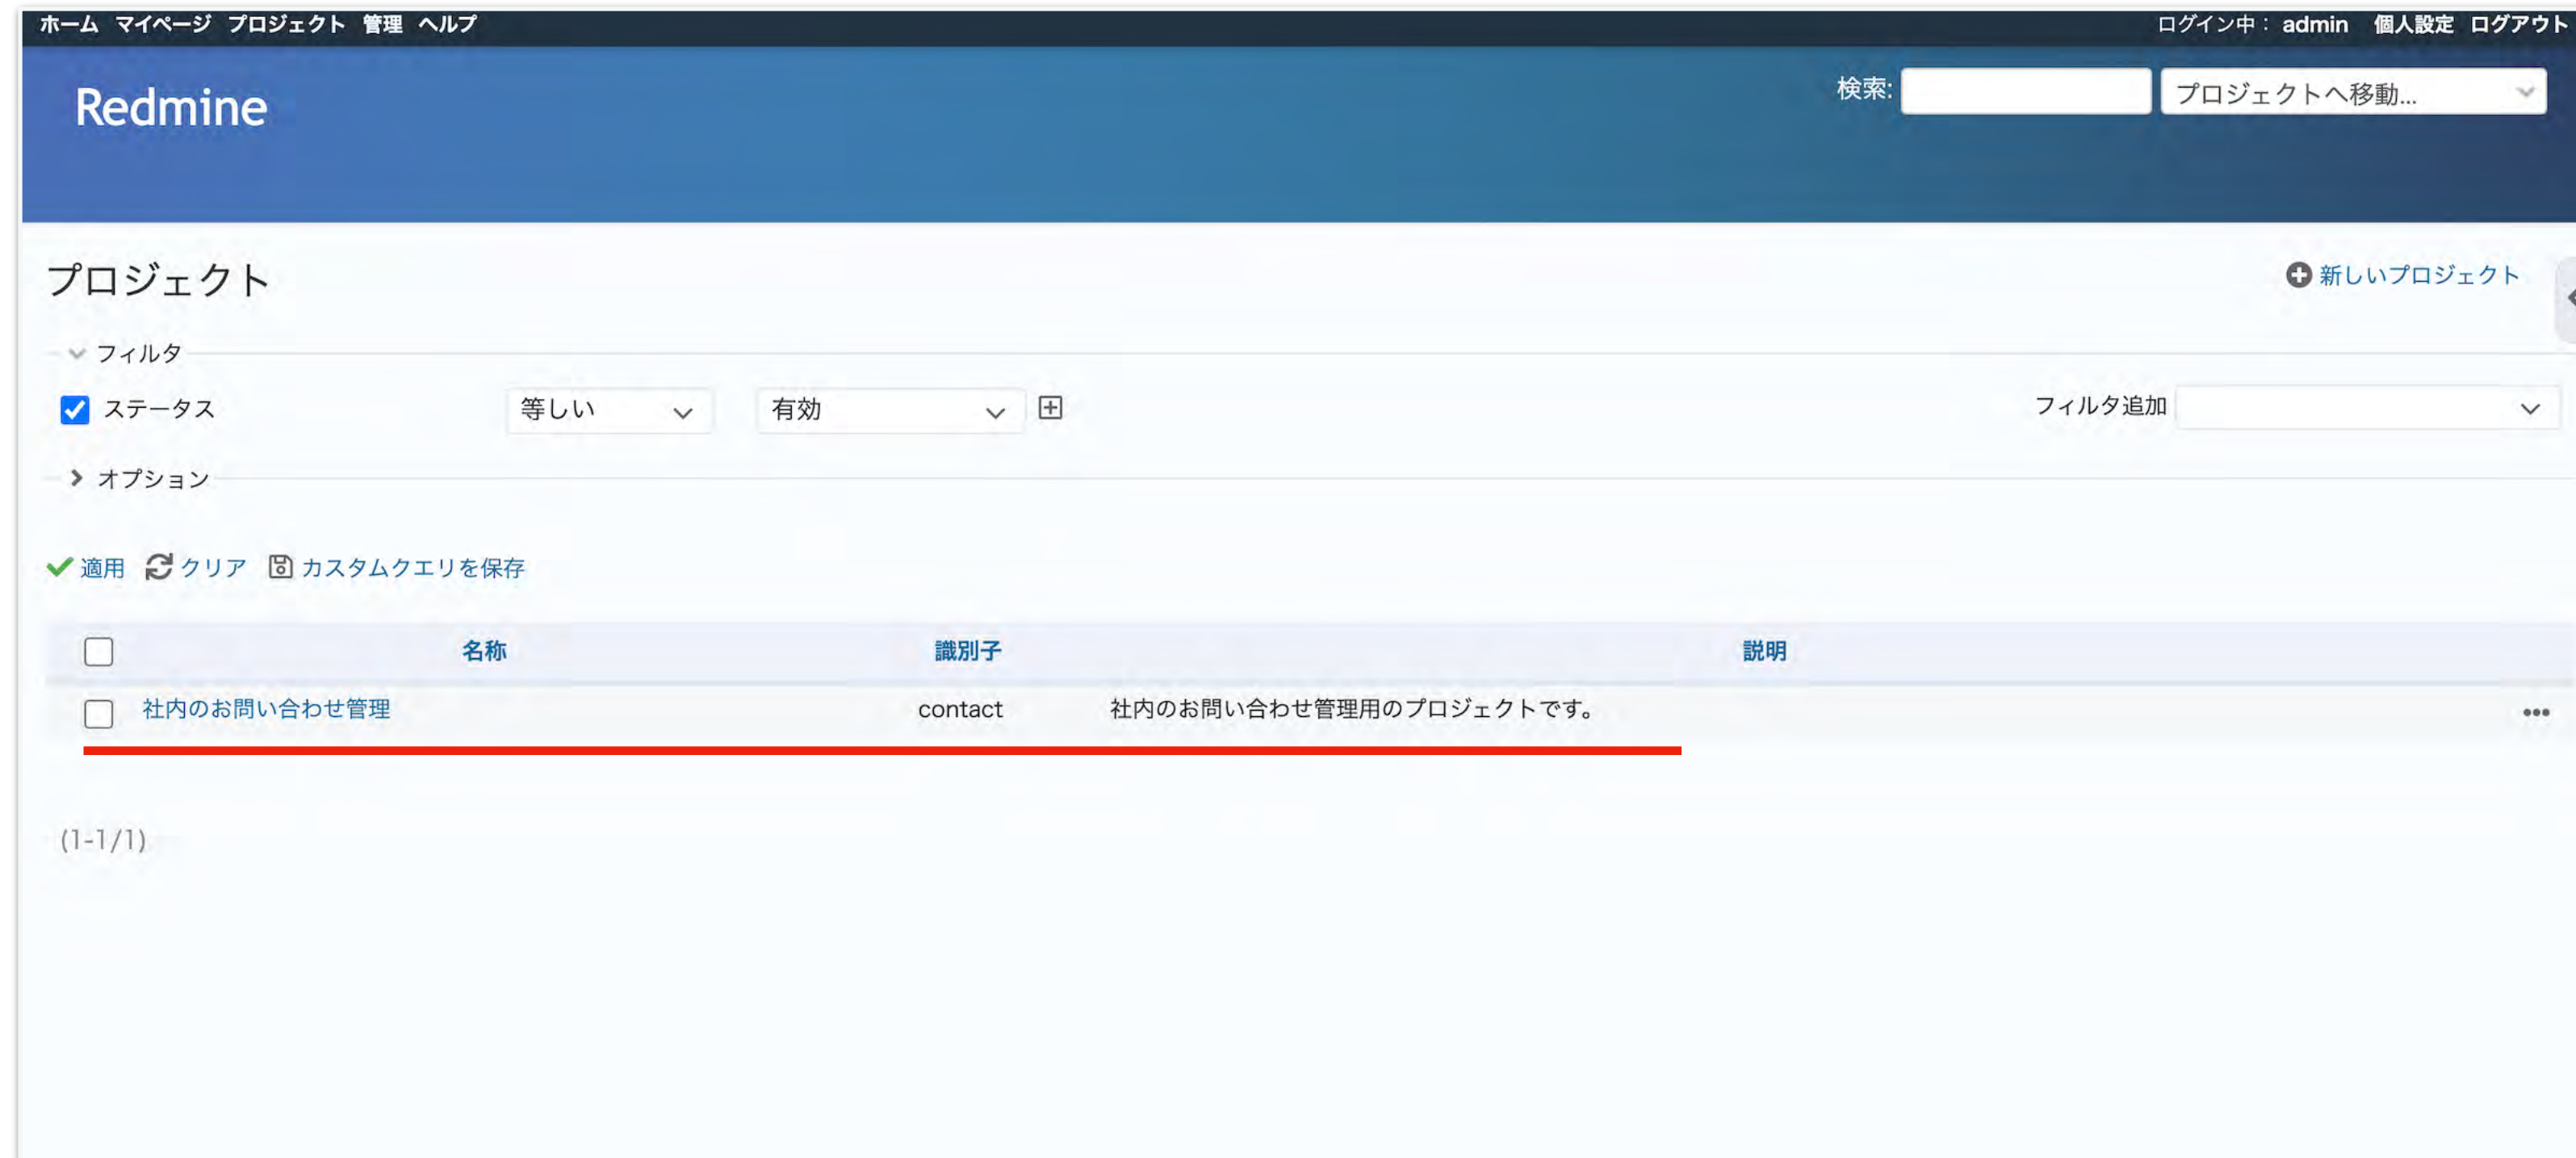 ホーム マイページ プロジェクト 管理 ヘルプ ログイン中： admin 個人設定 ログアウト
Redmine 検索: プロジェクトへ移動...
プロジェクト 新しいプロジェクト
フィルタ
ステータス 等しい 有効 フィルタ追加
オプション
適用 クリア カスタムクエリを保存
名称 識別子 説明
社内のお問い合わせ管理 contact 社内のお問い合わせ管理用のプロジェクトです。
(1-1/1)